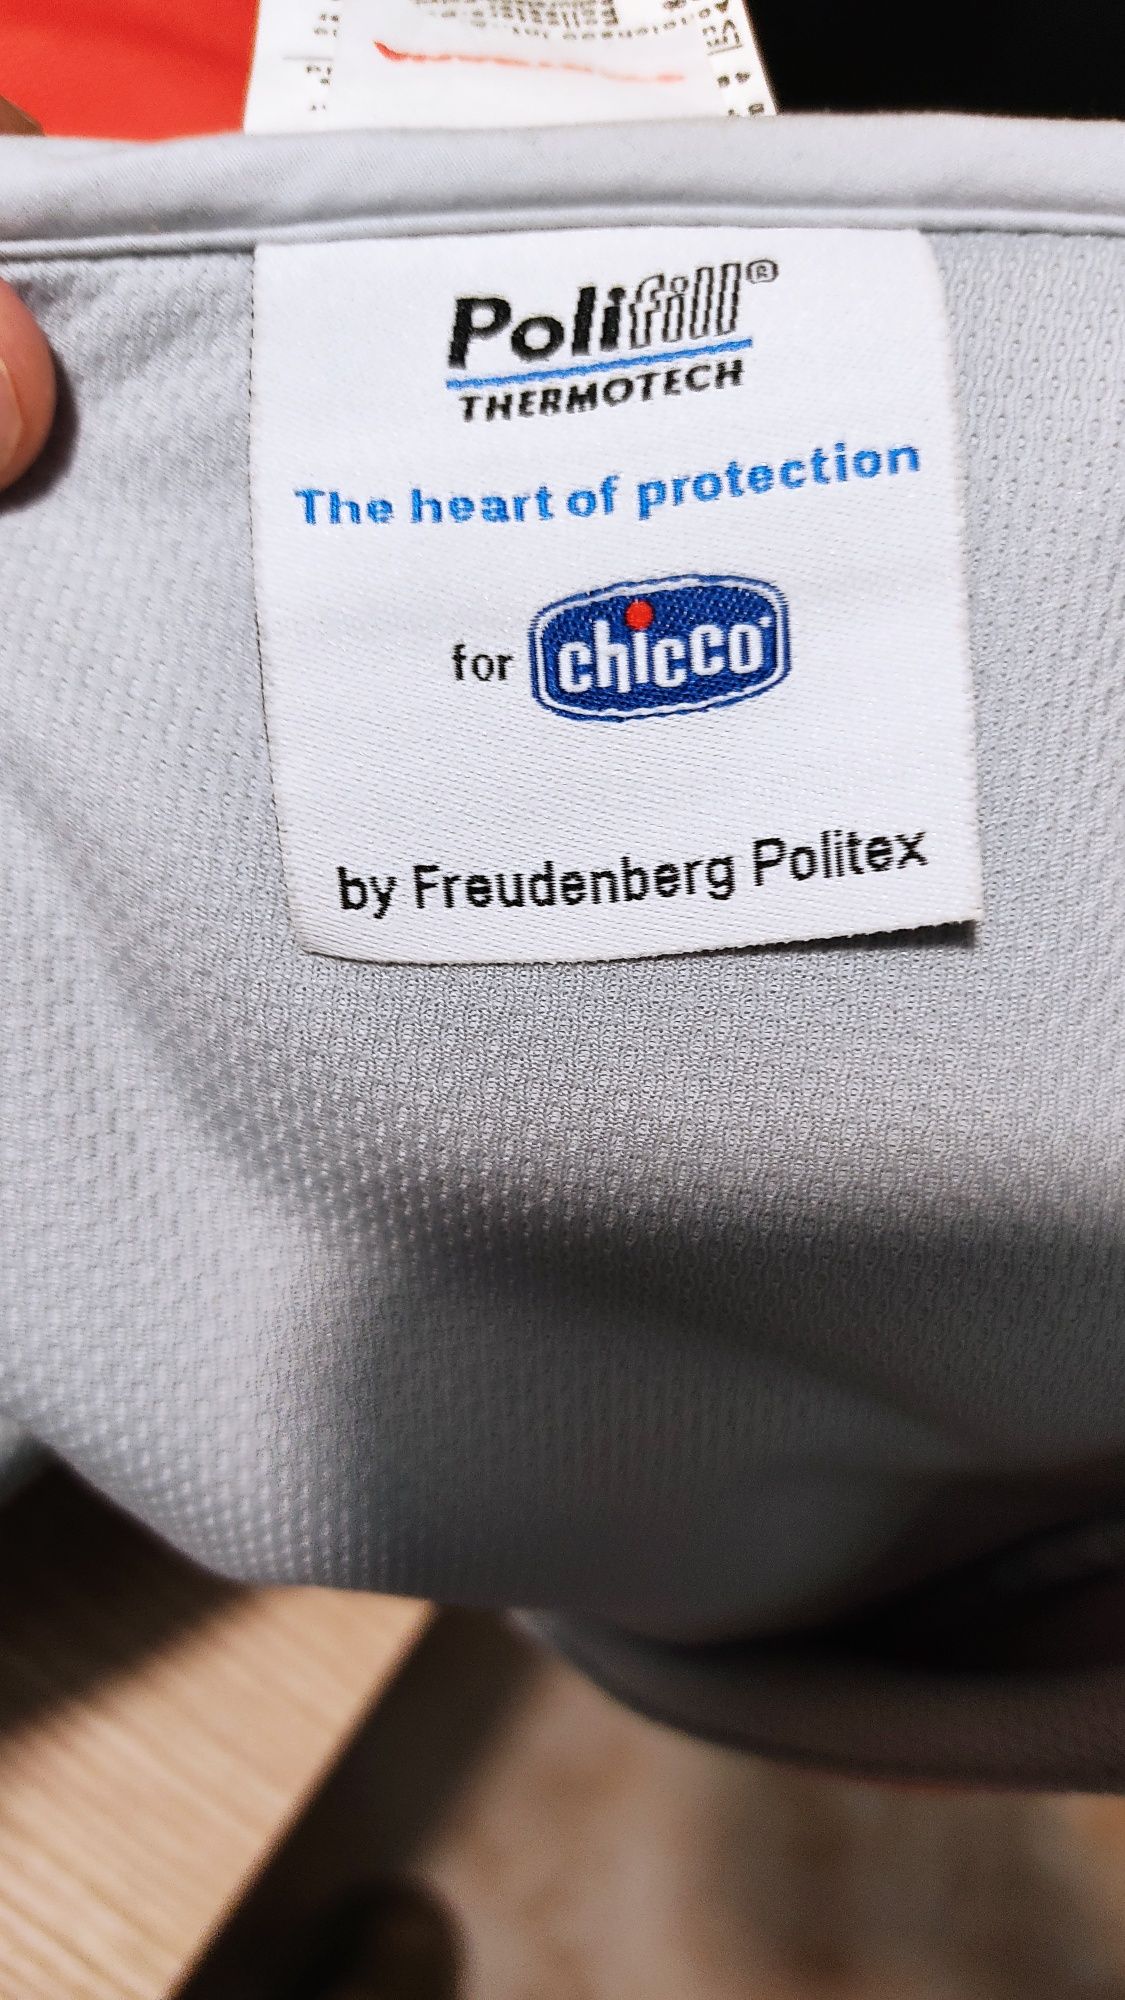 Polifill®
THERMOTECH
The heart of protection
for chicco
by Freudenberg Politex